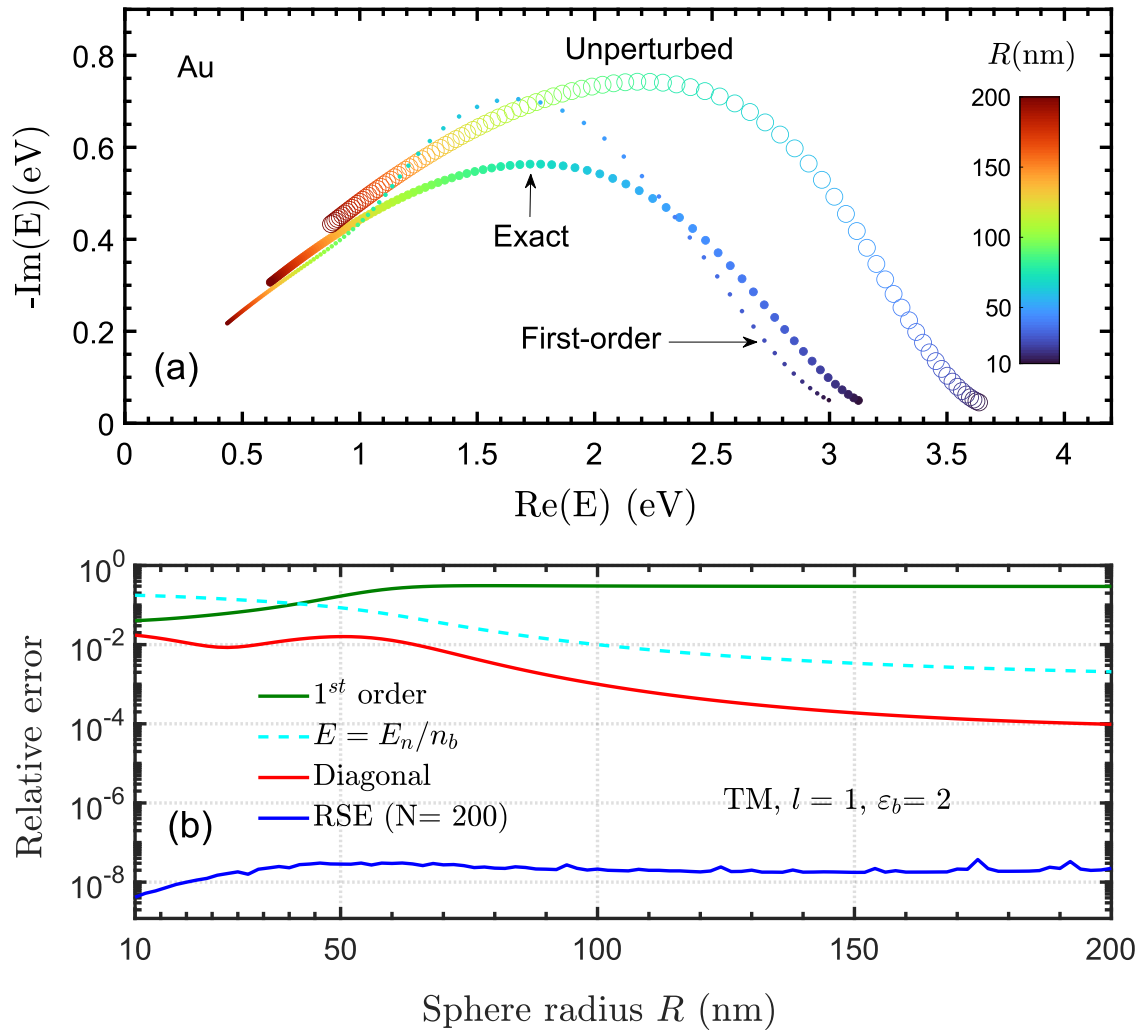 Au
Unperturbed
R(nm)
200
150
100
50
10
Exact
First-order
(a)
-Im(E)(eV)
0.8
0.6
0.4
0.2
0
0 0.5 1 1.5 2 2.5 3 3.5 4
Re(E) (eV)
Relative error
10^0
10^-2
10^-4
10^-6
10^-8
1^st order
E = E_n/n_b
Diagonal
RSE (N= 200)
(b)
TM, l = 1, ε_b= 2
10 50 100 150 200
Sphere radius R (nm)